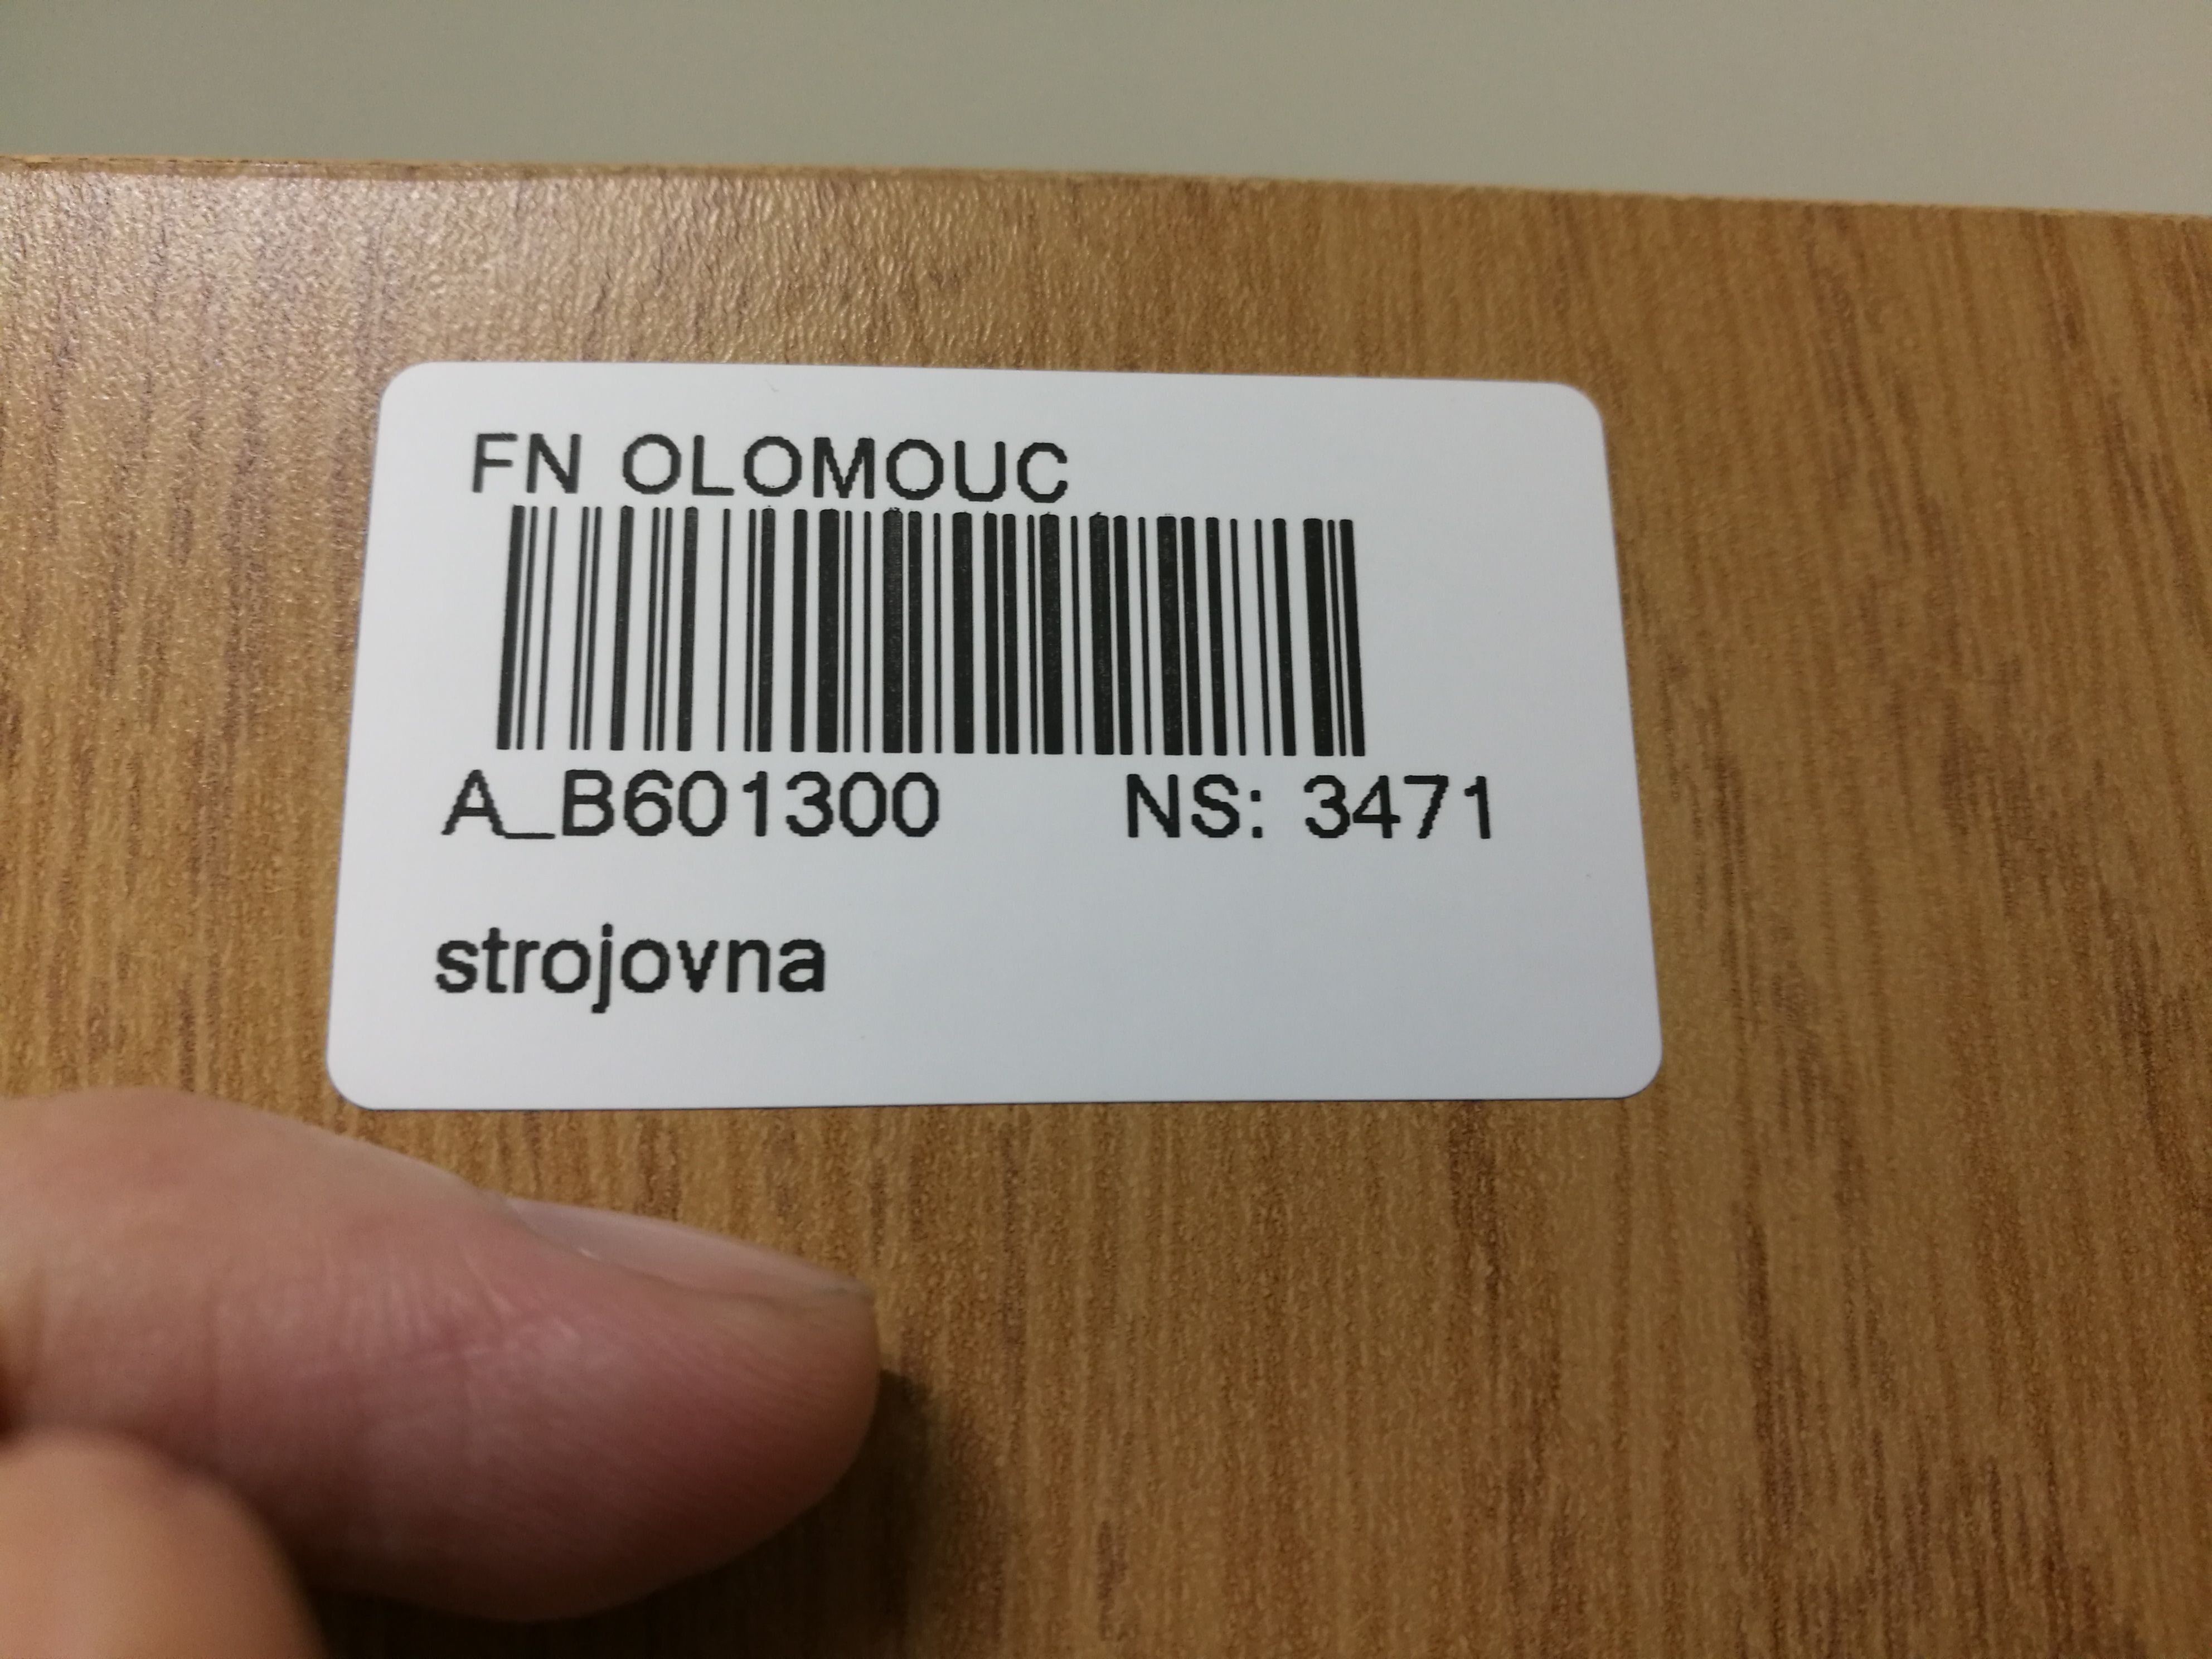 FN OLOMOUC
A_B601300 NS: 3471
strojovna